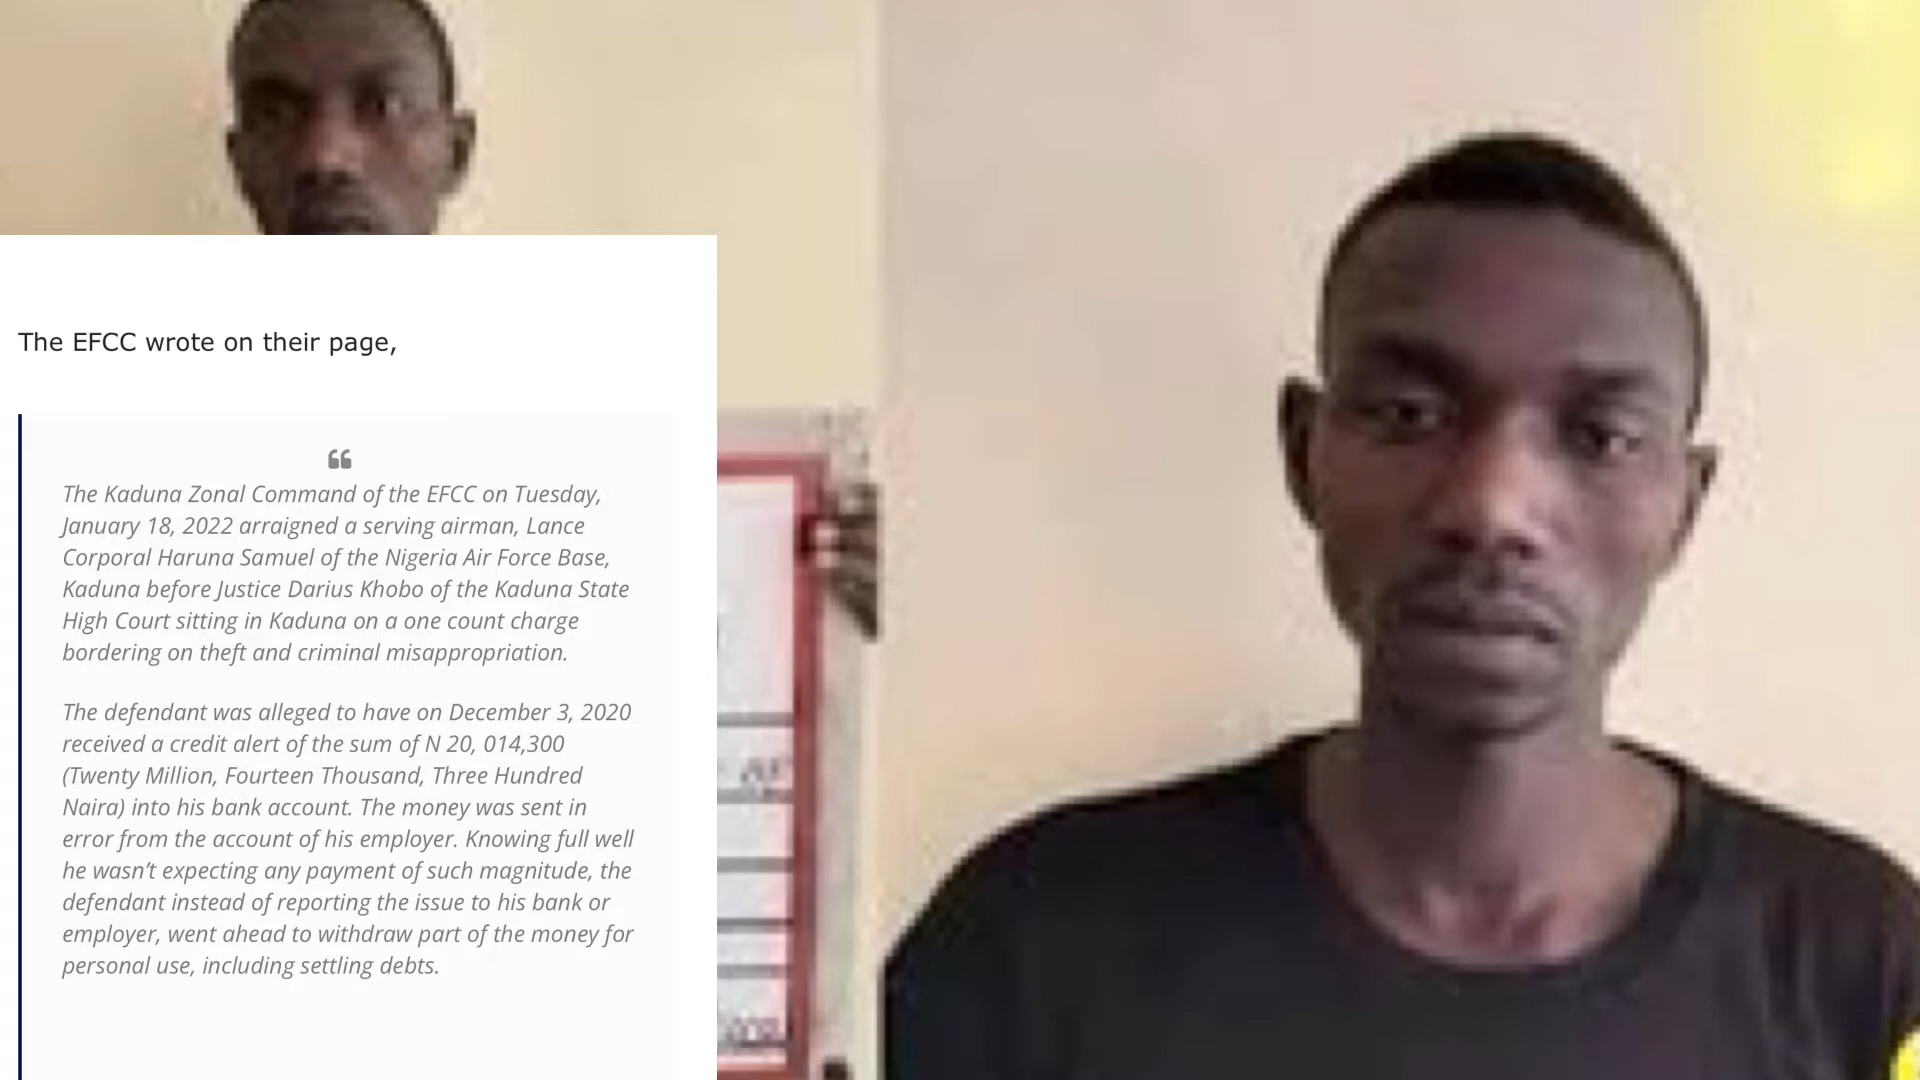 The EFCC wrote on their page,
The Kaduna Zonal Command of the EFCC on Tuesday,
January 18, 2022 arraigned a serving airman, Lance
Corporal Haruna Samuel of the Nigeria Air Force Base,
Kaduna before Justice Darius Khobo of the Kaduna State
High Court sitting in Kaduna on a one count charge
bordering on theft and criminal misappropriation.
The defendant was alleged to have on December 3, 2020
received a credit alert of the sum of N 20, 014,300
(Twenty Million, Fourteen Thousand, Three Hundred
Naira) into his bank account. The money was sent in
error from the account of his employer. Knowing full well
he wasn’t expecting any payment of such magnitude, the
defendant instead of reporting the issue to his bank or
employer, went ahead to withdraw part of the money for
personal use, including settling debts.